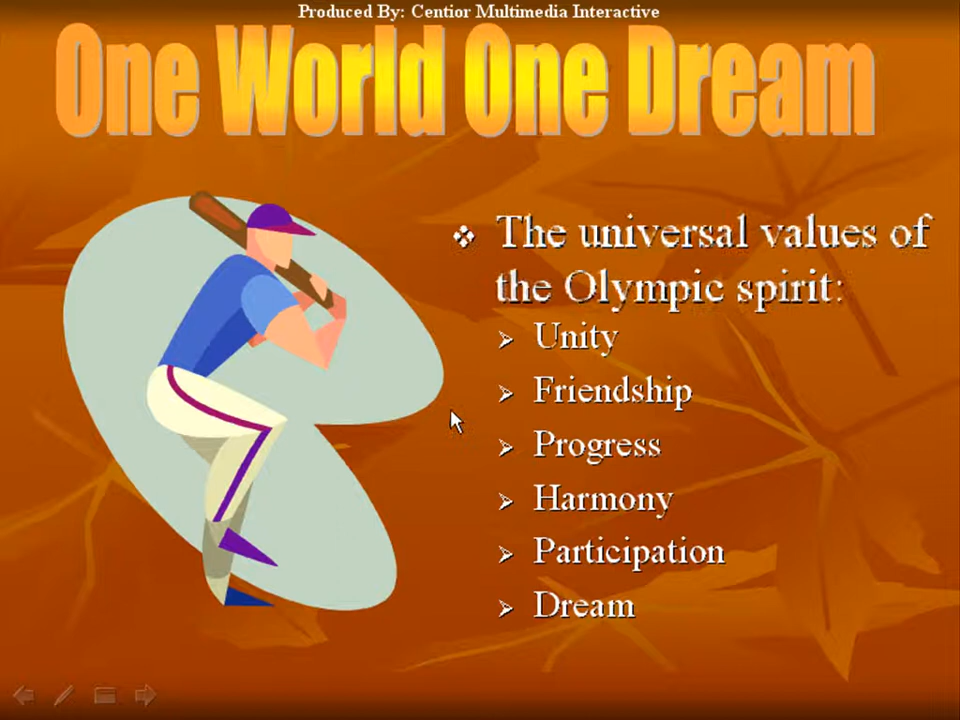 Produced By: Centior Multimedia Interactive
One World One Dream
The universal values of
the Olympic spirit:
Unity
Friendship
Progress
Harmony
Participation
Dream